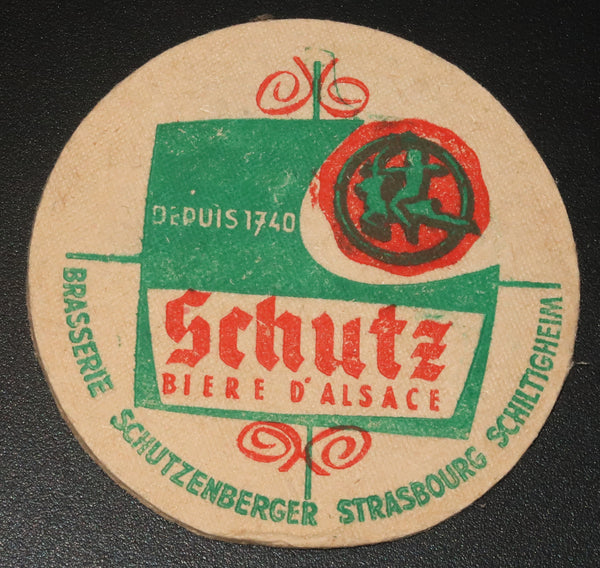 DEPUIS 1740
Schutz
BIERE D'ALSACE
BRASSERIE SCHUTZENBERGER STRASBOURG SCHILTIGHEIM